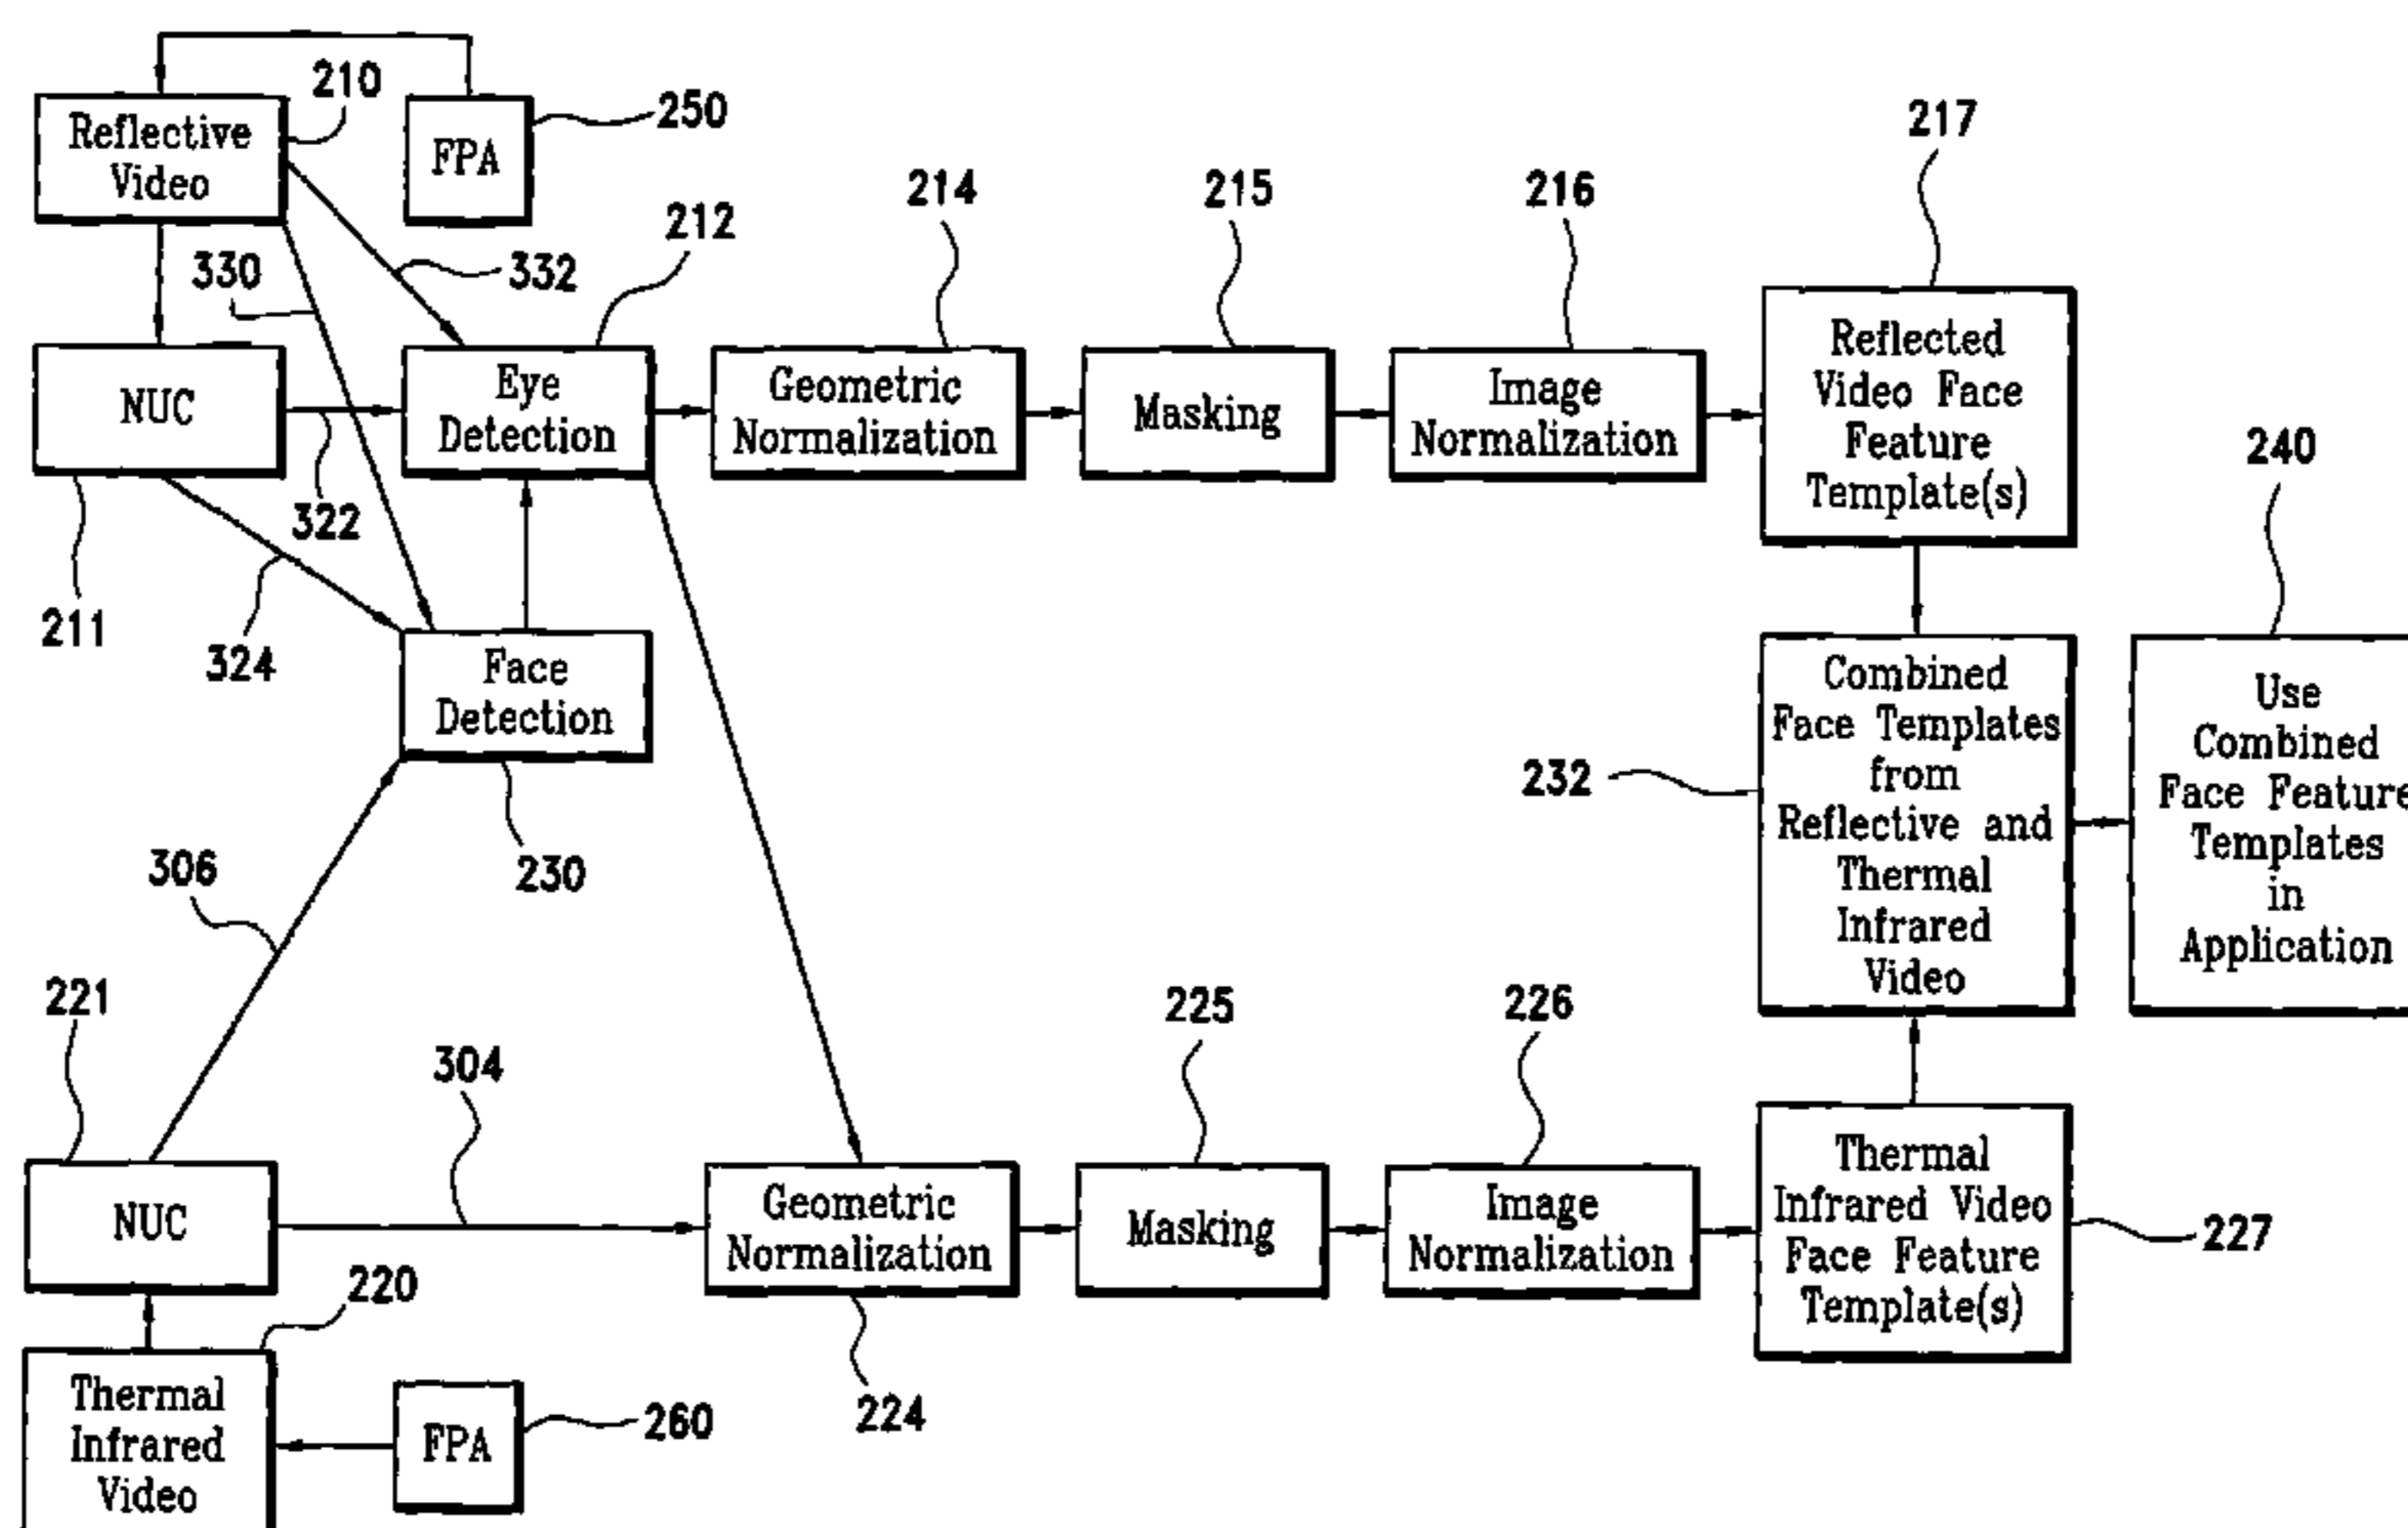 210
Reflective
Video
FPA
250
217
214
215
216
212
330
332
NUC
Eye
Detection
Geometric
Normalization
Masking
Image
Normalization
Reflected
Video Face
Feature
Template(s)
240
322
211
324
Face
Detection
230
232
Combined
Face Templates
from
Reflective and
Thermal
Infrared
Video
Use
Combined
Face Feature
Templates
in
Application
306
221
304
225
226
NUC
Geometric
Normalization
Masking
Image
Normalization
Thermal
Infrared Video
Face Feature
Template(s)
227
220
224
Thermal
Infrared
Video
FPA
260